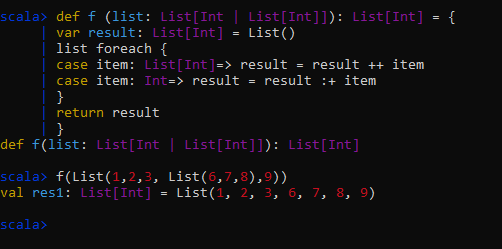 scala> def f (list: List[Int | List[Int]]): List[Int] = {
     | var result: List[Int] = List()
     | list foreach {
     | case item: List[Int]=> result = result ++ item
     | case item: Int=> result = result :+ item
     | }
     | return result
     | }
def f(list: List[Int | List[Int]]): List[Int]
scala> f(List(1,2,3, List(6,7,8),9))
val res1: List[Int] = List(1, 2, 3, 6, 7, 8, 9)
scala>